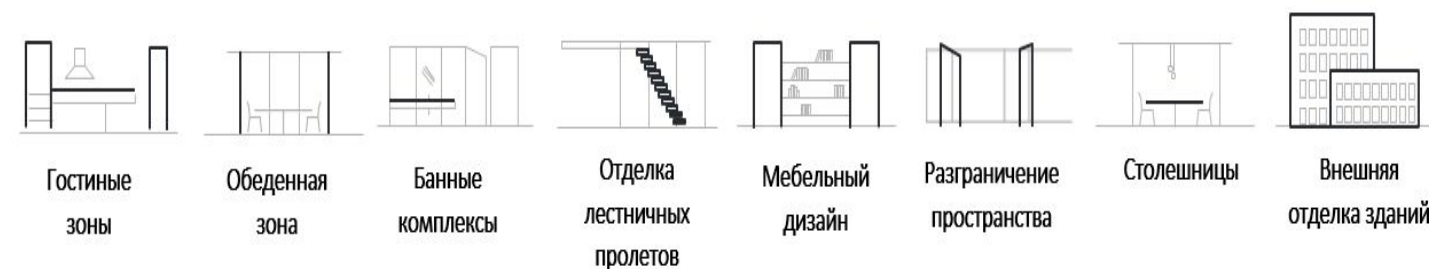 Гостиные
зоны
Обеденная
зона
Банные
комплексы
Отделка
лестничных
пролетов
Мебельный
дизайн
Разграничение
пространства
Столешницы
Внешняя
отделка зданий